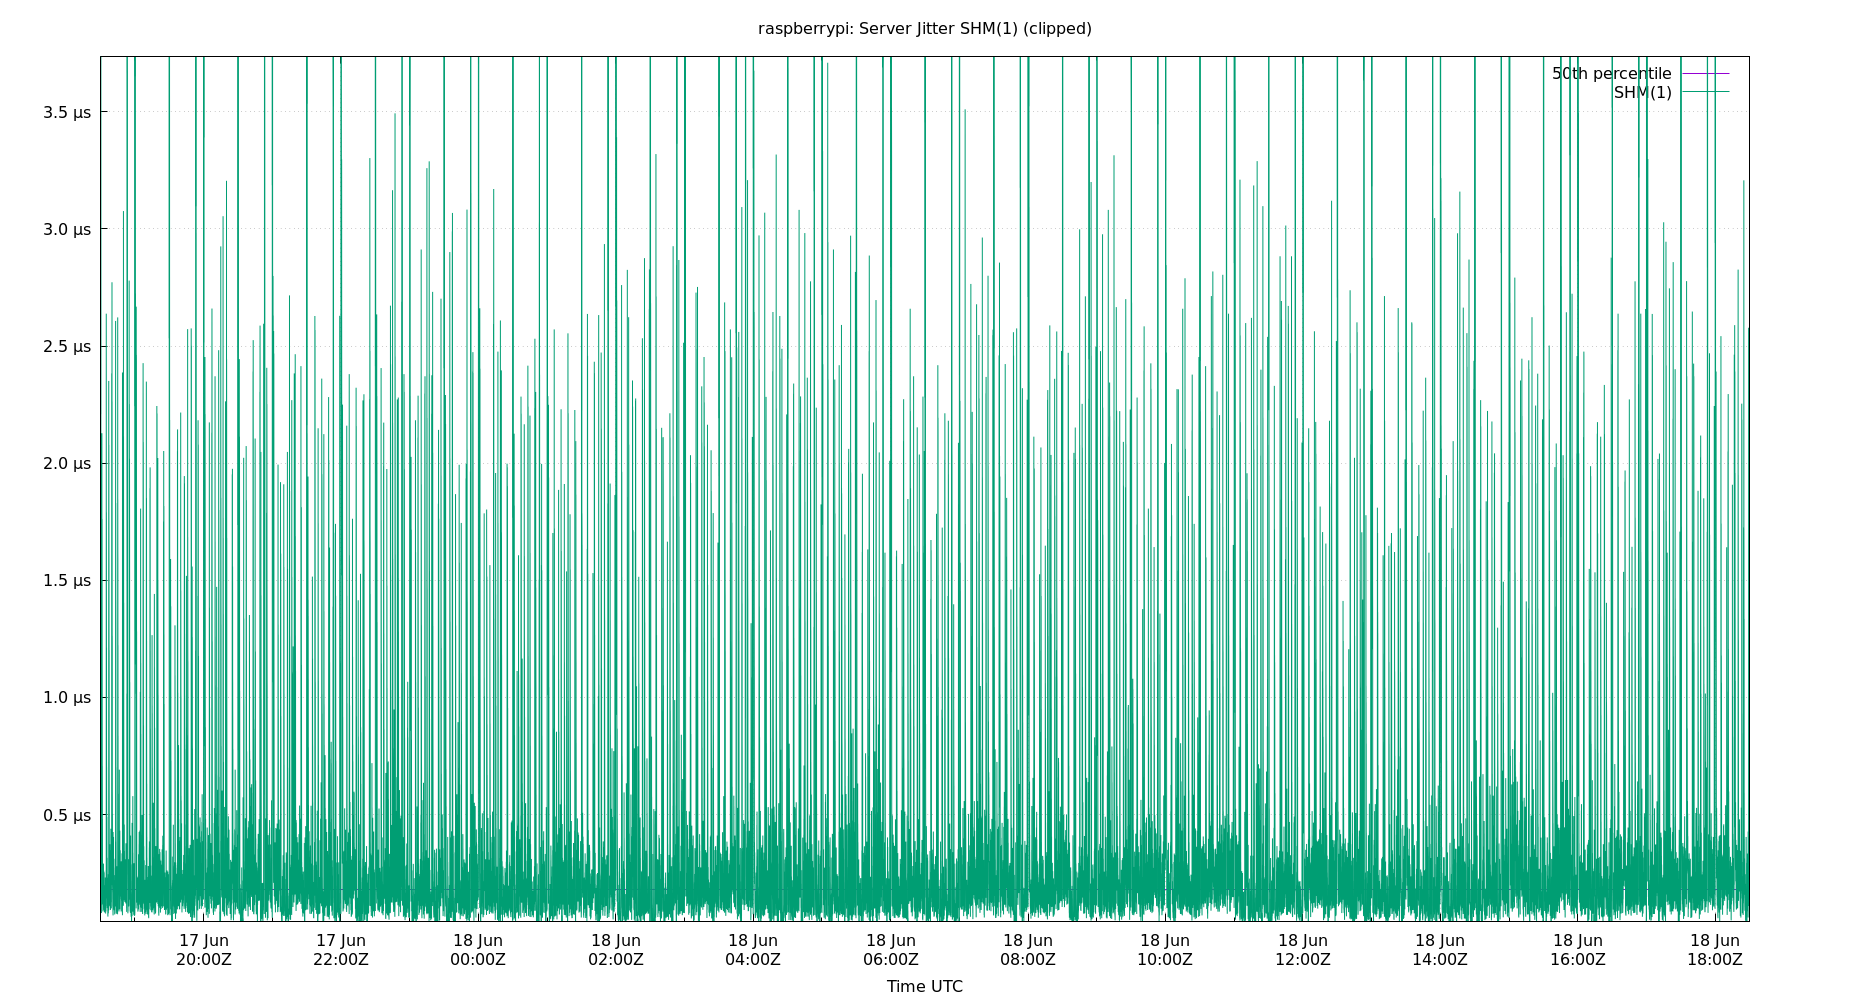 raspberrypi: Server Jitter SHM(1) (clipped)
50th percentile
SHM(1)
3.5 μs
3.0 μs
2.5 μs
2.0 μs
1.5 μs
1.0 μs
0.5 μs
17 Jun 17 Jun 18 Jun 18 Jun 18 Jun 18 Jun 18 Jun 18 Jun 18 Jun 18 Jun 18 Jun 18 Jun
20:00Z 22:00Z 00:00Z 02:00Z 04:00Z 06:00Z 08:00Z 10:00Z 12:00Z 14:00Z 16:00Z 18:00Z
Time UTC